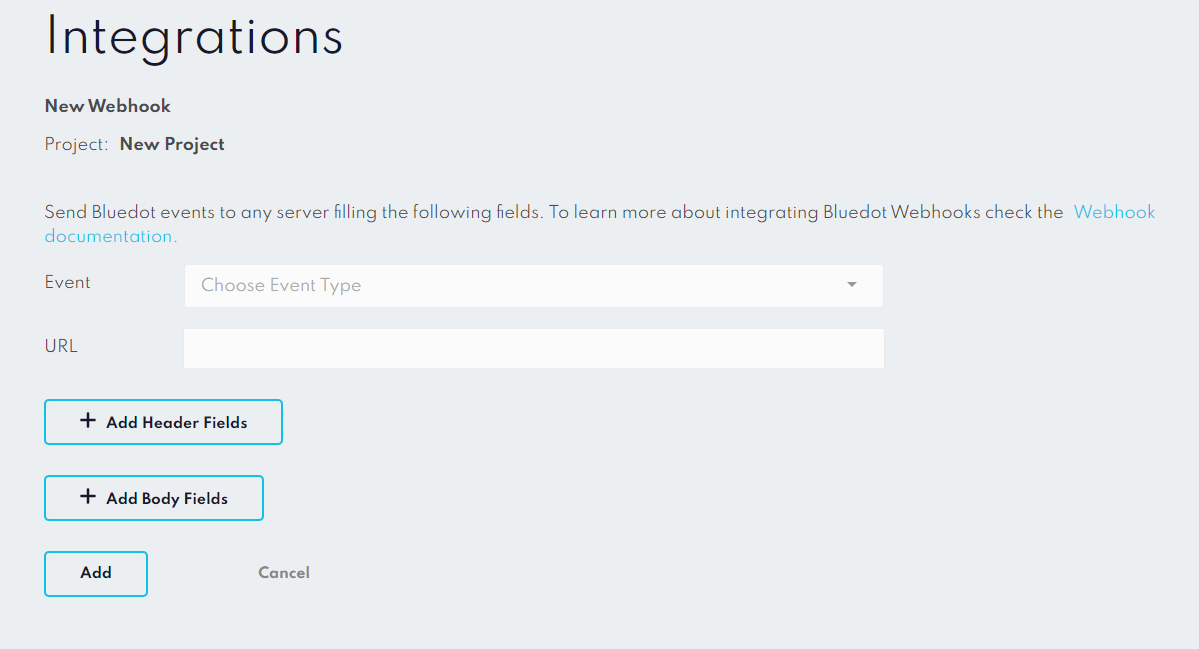 Integrations
New Webhook
Project: New Project
Send Bluedot events to any server filling the following fields. To learn more about integrating Bluedot Webhooks check the Webhook
documentation.
Event Choose Event Type
URL
+ Add Header Fields
+ Add Body Fields
Add Cancel